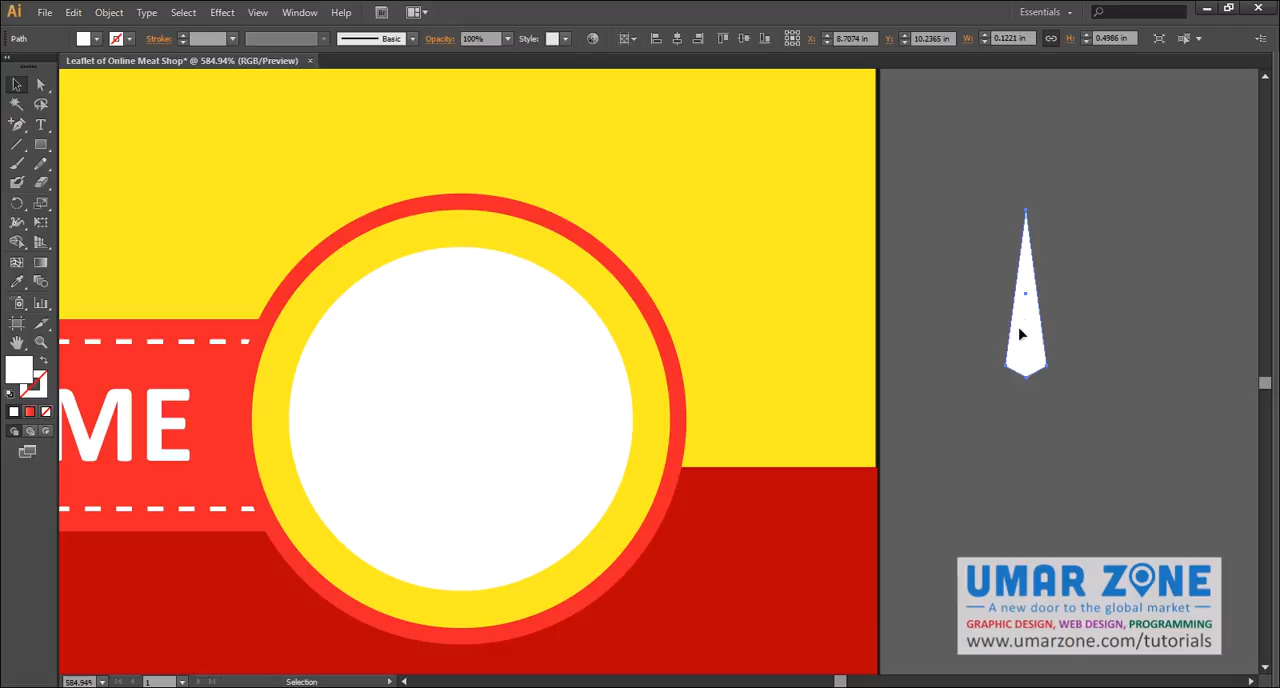 Ai File Edit Object Type Select Effect View Window Help Br Essentials
Path Stroke: Basic Opacity: 100% Style: X: 8.7074 in Y: 10.2365 in W: 0.1221 in H: 0.4986 in
Leaflet of Online Meat Shop* @ 584.94% (RGB/Preview) ×
T
ME
UMAR ZONE
A new door to the global market
GRAPHIC DESIGN, WEB DESIGN, PROGRAMMING
www.umarzone.com/tutorials
584.94% 1 Selection